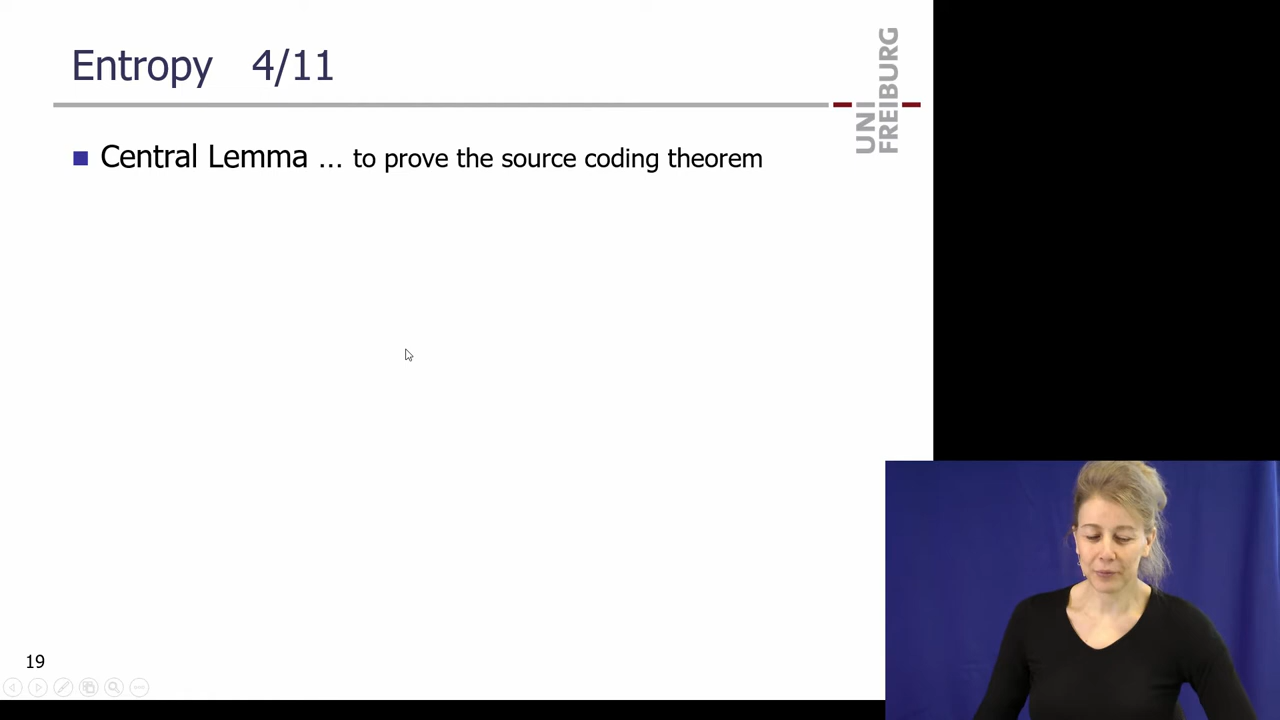 Entropy 4/11
UNI
FREIBURG
Central Lemma … to prove the source coding theorem
19